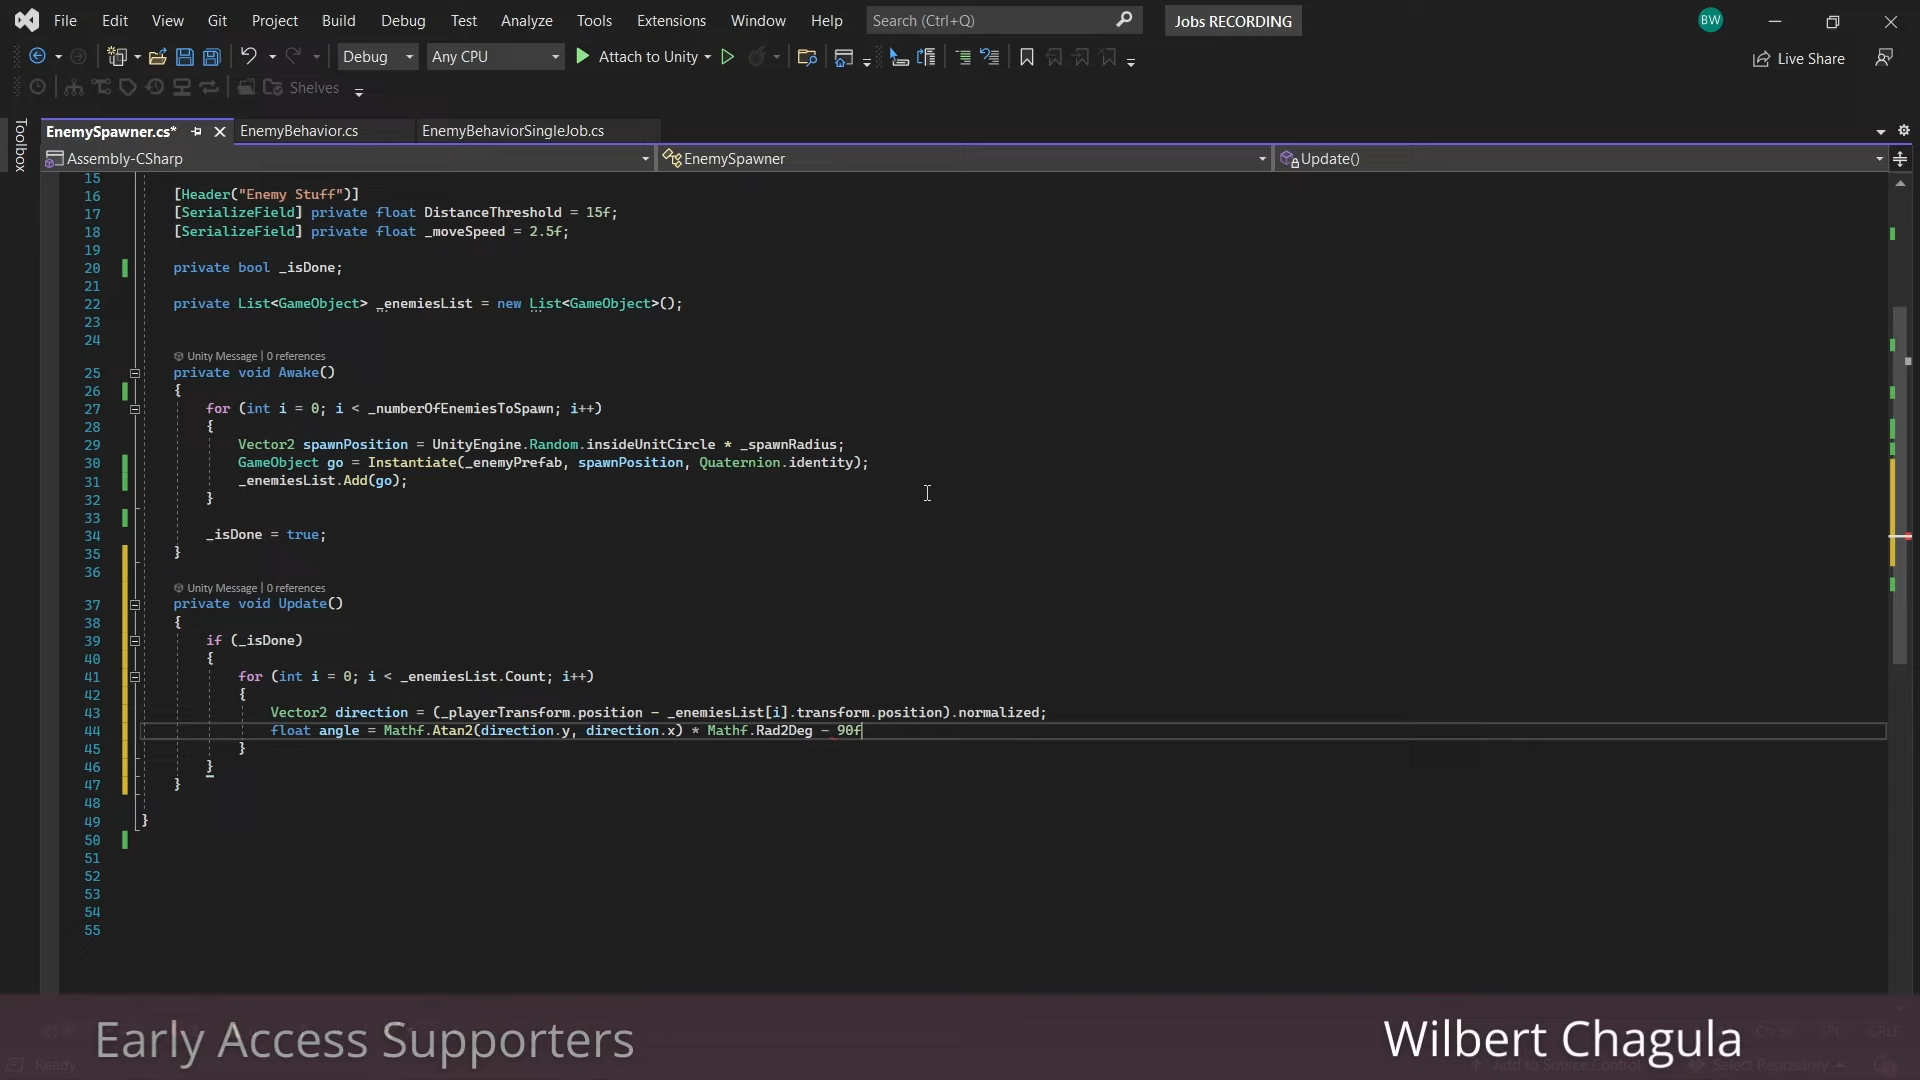 File Edit View Git Project Build Debug Test Analyze Tools Extensions Window Help Search (Ctrl+Q) Jobs RECORDING BW
Debug Any CPU Attach to Unity Live Share
Shelves
Toolbox
EnemySpawner.cs* EnemyBehavior.cs EnemyBehaviorSingleJob.cs
Assembly-CSharp EnemySpawner Update()
15
16 [Header("Enemy Stuff")]
17 [SerializeField] private float DistanceThreshold = 15f;
18 [SerializeField] private float _moveSpeed = 2.5f;
19
20 private bool _isDone;
21
22 private List<GameObject> _enemiesList = new List<GameObject>();
23
24
Unity Message | 0 references
25 private void Awake()
26 {
27 for (int i = 0; i < _numberOfEnemiesToSpawn; i++)
28 {
29 Vector2 spawnPosition = UnityEngine.Random.insideUnitCircle * _spawnRadius;
30 GameObject go = Instantiate(_enemyPrefab, spawnPosition, Quaternion.identity);
31 _enemiesList.Add(go);
32 }
33
34 _isDone = true;
35 }
36
Unity Message | 0 references
37 private void Update()
38 {
39 if (_isDone)
40 {
41 for (int i = 0; i < _enemiesList.Count; i++)
42 {
43 Vector2 direction = (_playerTransform.position - _enemiesList[i].transform.position).normalized;
44 float angle = Mathf.Atan2(direction.y, direction.x) * Mathf.Rad2Deg - 90f
45 }
46 }
47 }
48
49 }
50
51
52
53
54
55
Early Access Supporters Wilbert Chagula
Ready Add to Source Control Select Repository